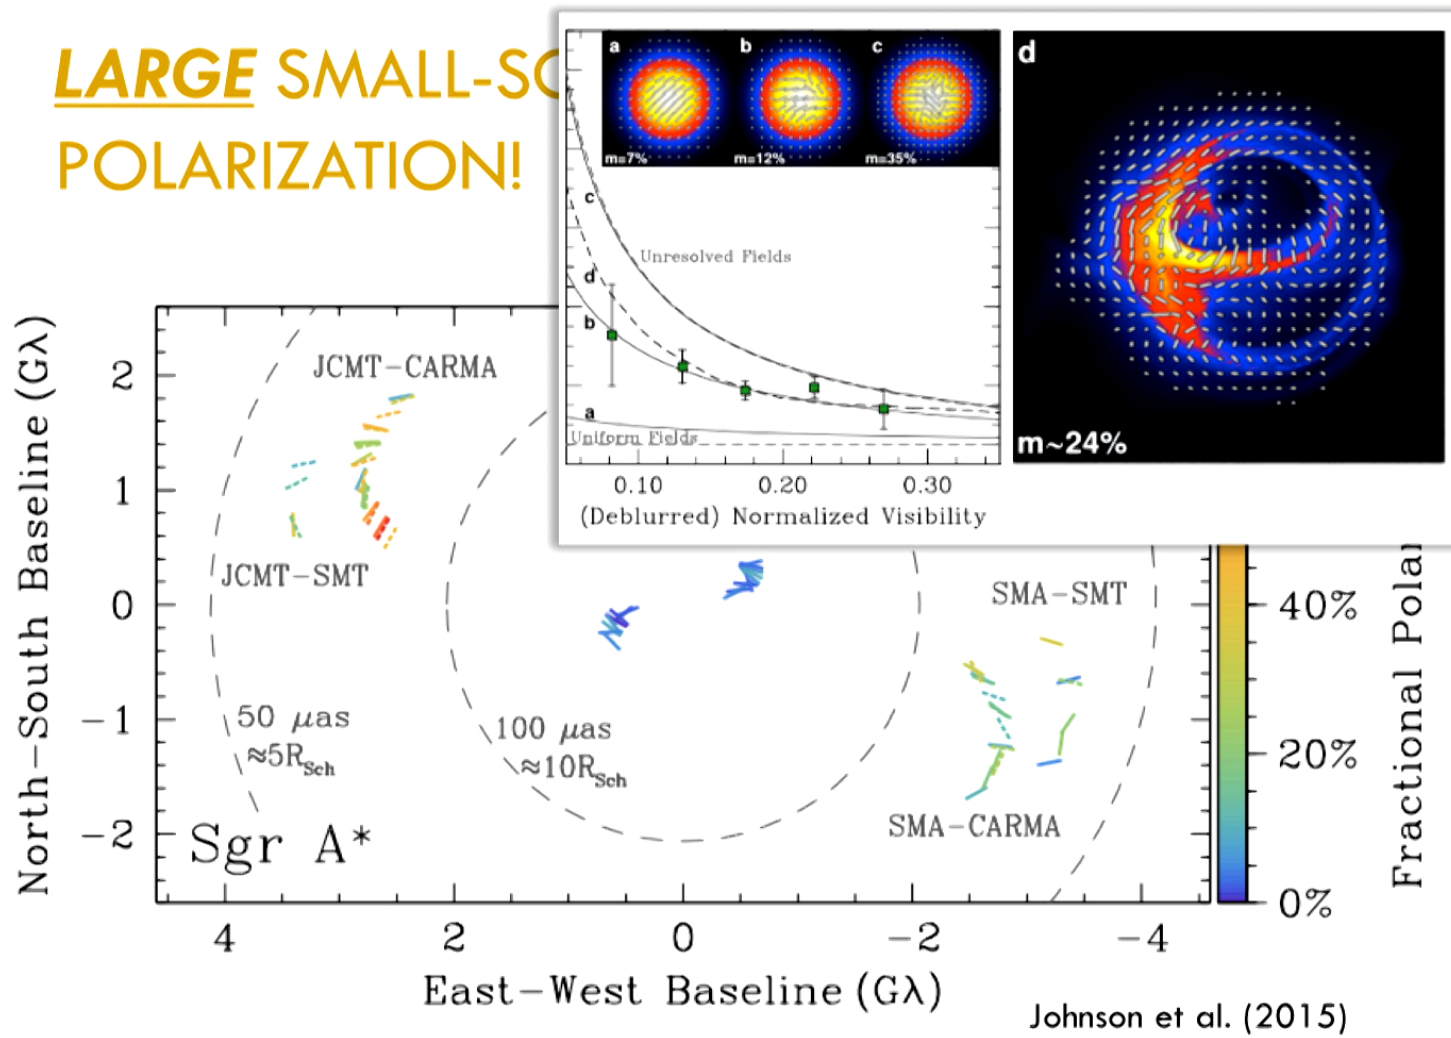 LARGE SMALL-SC
POLARIZATION!
a
b
c
m=7%
m=12%
m=35%
d
m~24%
c
Unresolved Fields
d
b
a
Uniform Fields
0.10
0.20
0.30
(Deblurred) Normalized Visibility
North-South Baseline (Gλ)
2
1
0
-1
-2
JCMT-CARMA
JCMT-SMT
SMA-SMT
SMA-CARMA
50 μas
≈5R_Sch
100 μas
≈10R_Sch
Sgr A*
4
2
0
-2
-4
East-West Baseline (Gλ)
40%
20%
0%
Fractional Polar
Johnson et al. (2015)